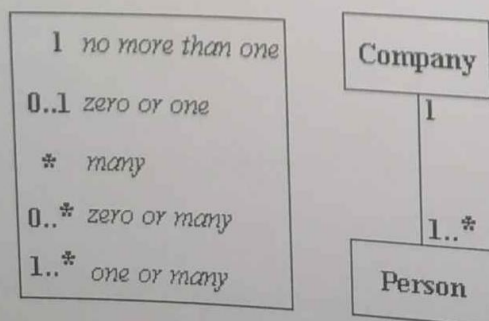 1 no more than one
0..1 zero or one
* many
0..* zero or many
1..* one or many
Company
1
1..*
Person